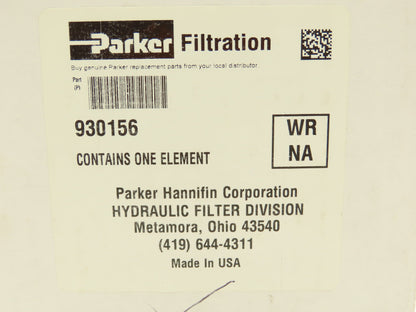 Parker Filtration
Buy genuine Parker replacement parts from your local distributor.
Part
(P)
930156
WR
NA
CONTAINS ONE ELEMENT
Parker Hannifin Corporation
HYDRAULIC FILTER DIVISION
Metamora, Ohio 43540
(419) 644-4311
Made In USA